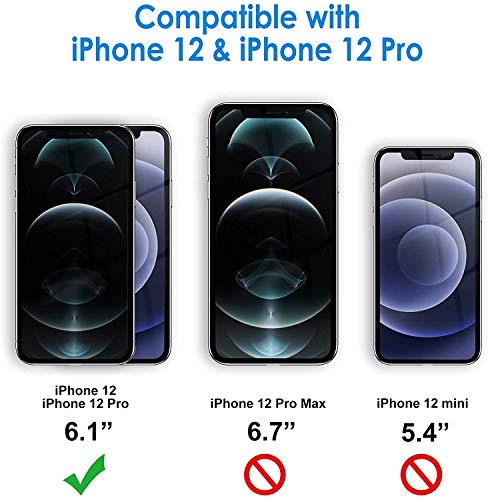 Compatible with
iPhone 12 & iPhone 12 Pro
iPhone 12
iPhone 12 Pro
6.1”
iPhone 12 Pro Max
6.7”
iPhone 12 mini
5.4”